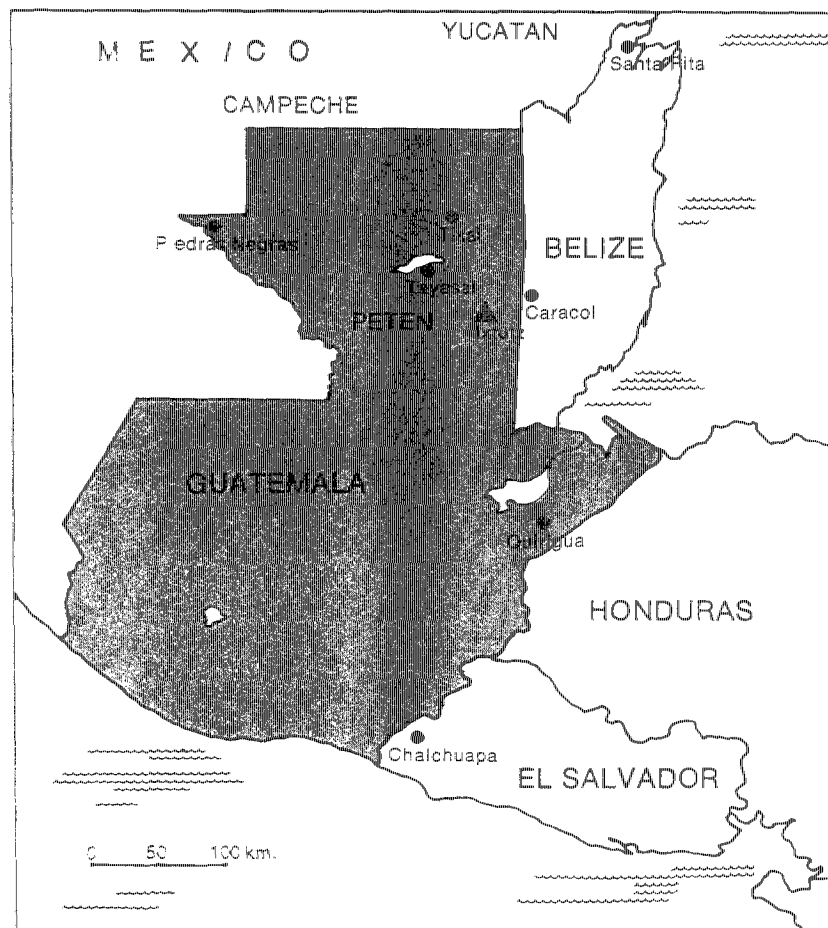 YUCATAN
MEXICO
Santa Rita
CAMPECHE
Tikal
Piedras Negras
BELIZE
Tayasal
Caracol
PETEN
GUATEMALA
Quirigua
HONDURAS
Chalchuapa
EL SALVADOR
0 50 100 km.